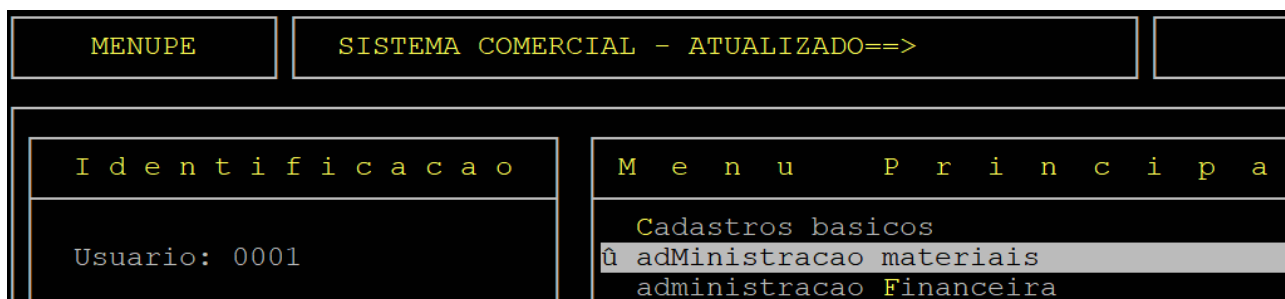 MENUPE
SISTEMA COMERCIAL - ATUALIZADO==>
I d e n t i f i c a c a o
Usuario: 0001
M e n u   P r i n c i p a
Cadastros basicos
û adMinistracao materiais
administracao Financeira